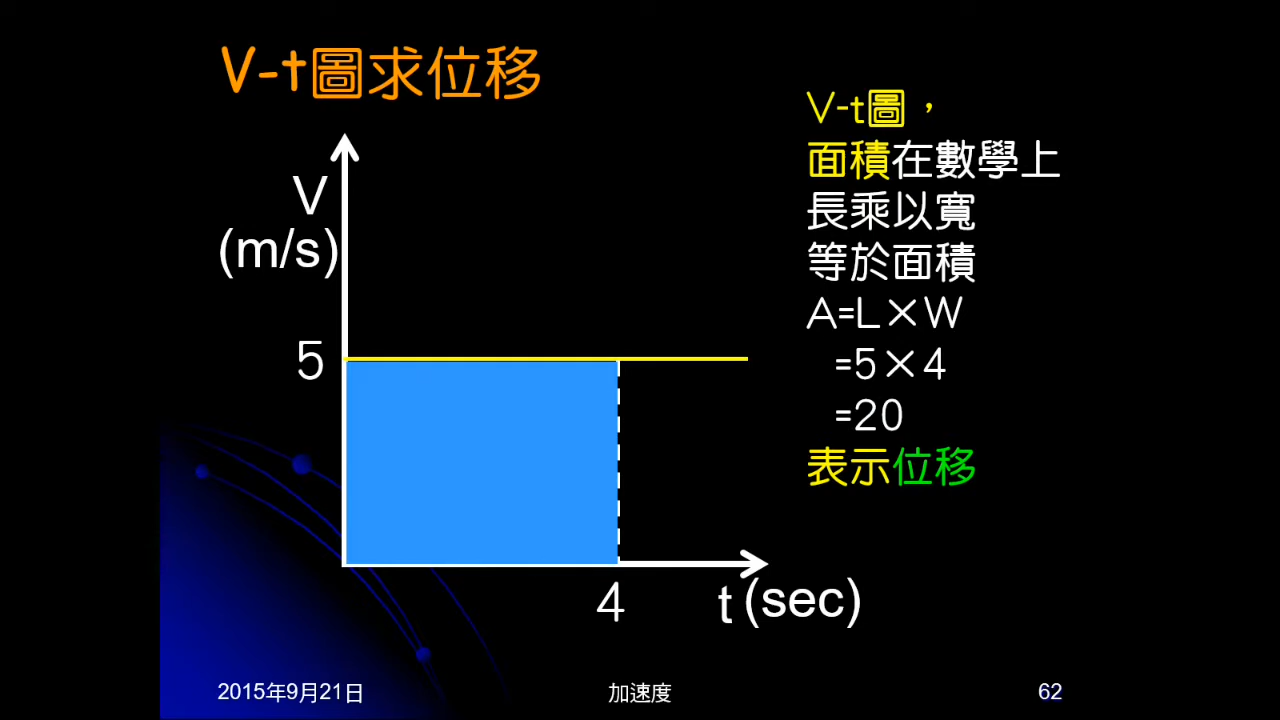 V-t圖求位移
V-t圖，
面積在數學上
長乘以寬
等於面積
A=L×W
=5×4
=20
表示位移
V
(m/s)
5
4
t (sec)
2015年9月21日
加速度
62